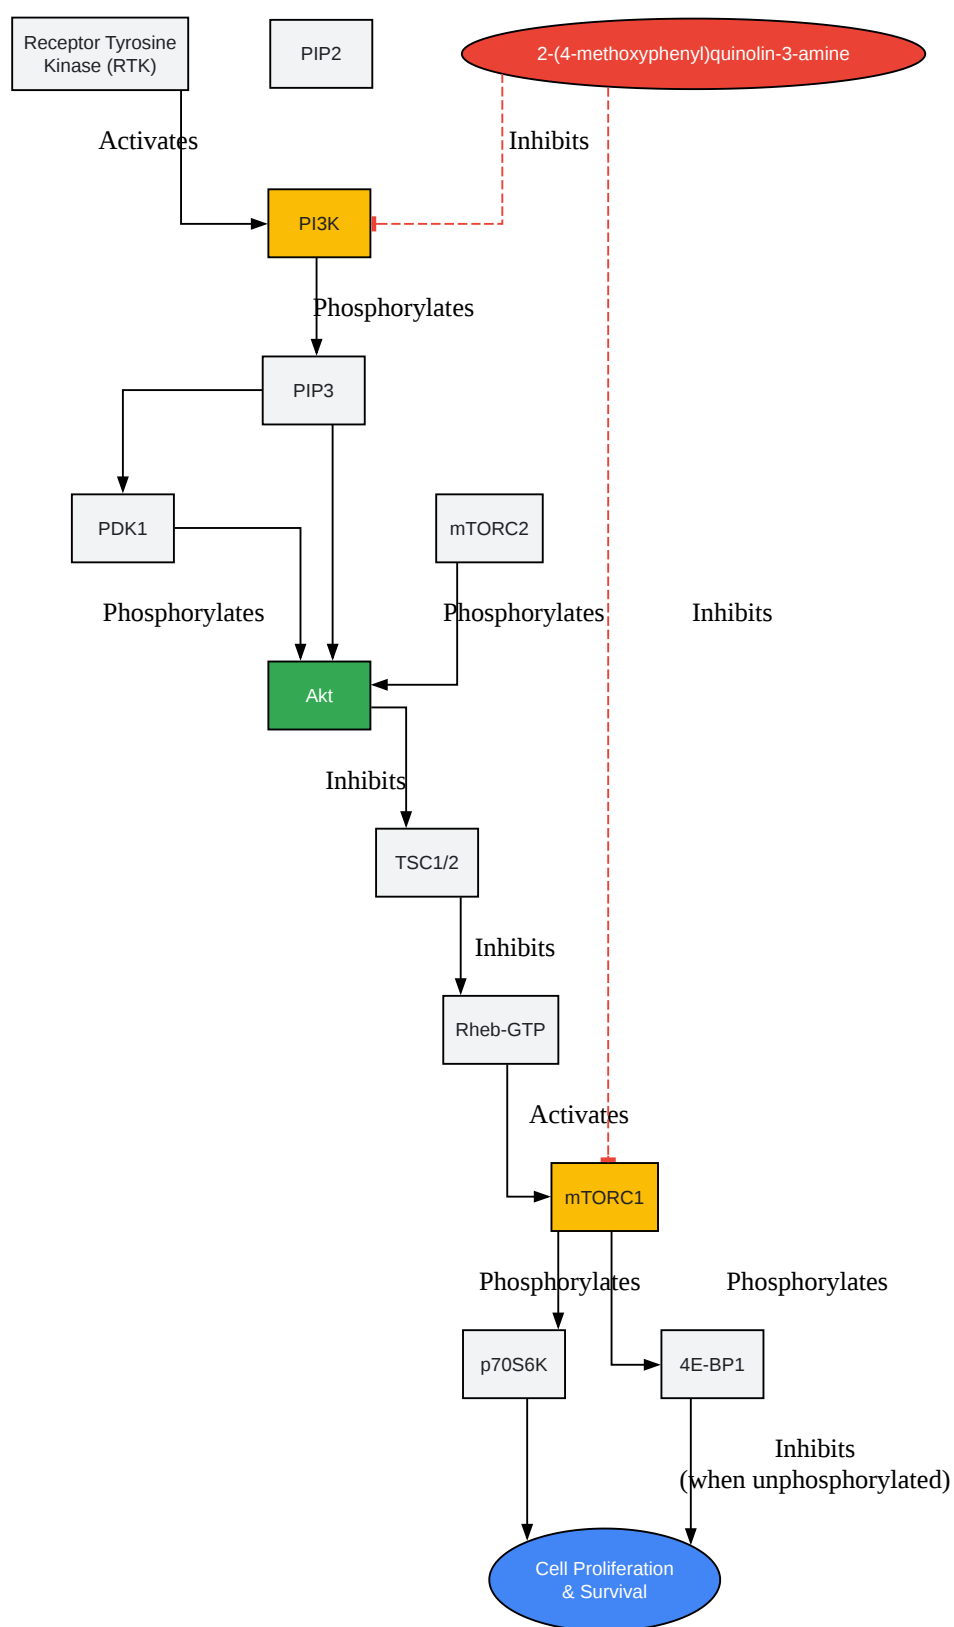 Receptor Tyrosine
Kinase (RTK)
PIP2
2-(4-methoxyphenyl)quinolin-3-amine
Activates
Inhibits
PI3K
Phosphorylates
PIP3
PDK1
mTORC2
Phosphorylates
Phosphorylates
Inhibits
Akt
Inhibits
TSC1/2
Inhibits
Rheb-GTP
Activates
mTORC1
Phosphorylates
Phosphorylates
p70S6K
4E-BP1
Inhibits
(when unphosphorylated)
Cell Proliferation
& Survival